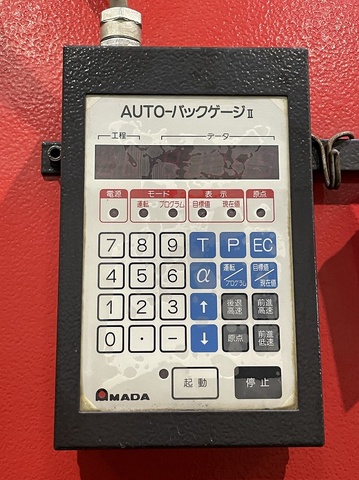 AUTO-バックゲージⅡ
工程 データ
電源 モード 表示 原点
運転 プログラム 目標値 現在値
7 8 9 T P EC
4 5 6 α 運転/プログラム 目標値/現在値
1 2 3 ↑ 後退高速 前進高速
0 · - ↓ 原点 前進低速
起動 停止
AMADA